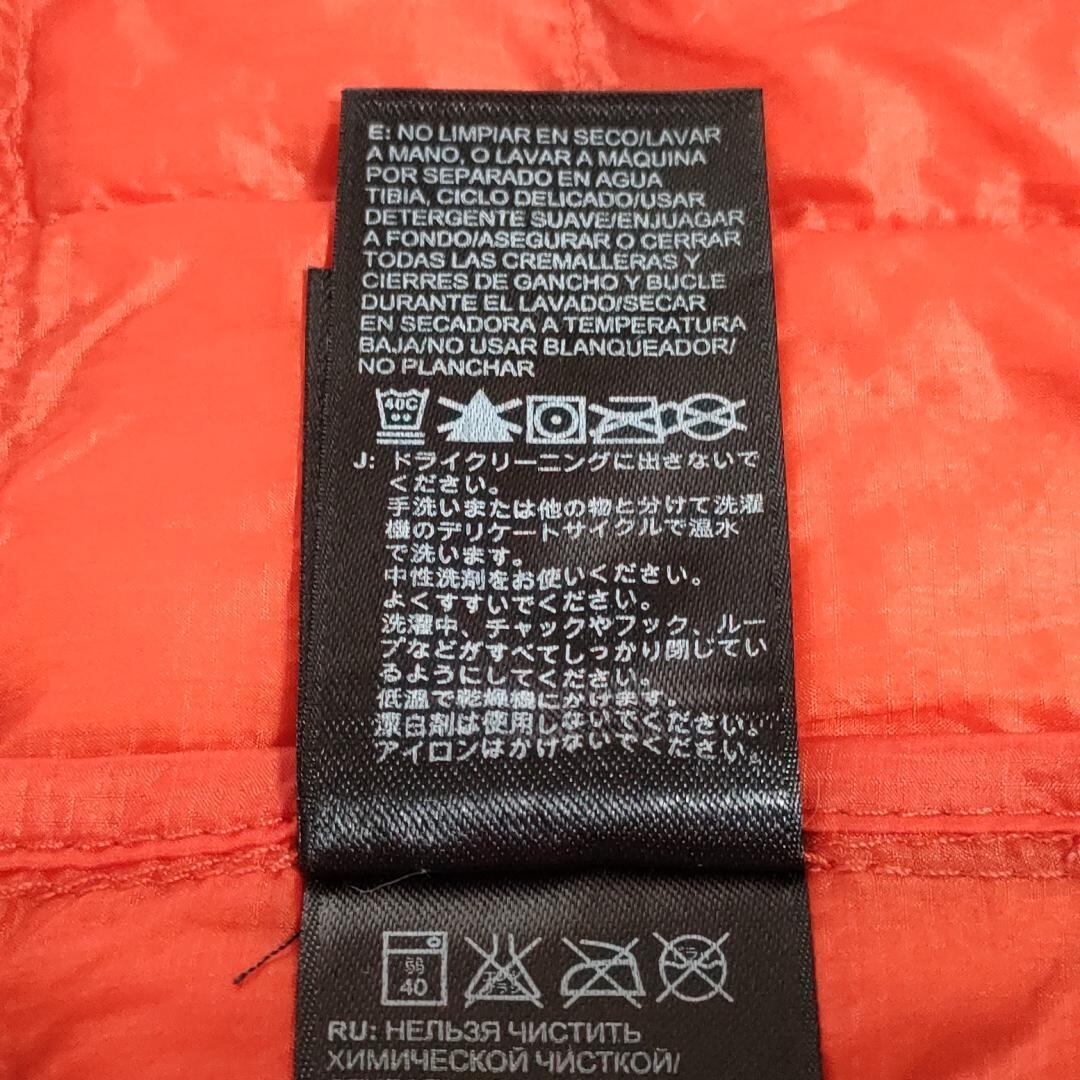 E: NO LIMPIAR EN SECO/LAVAR
A MANO, O LAVAR A MÁQUINA
POR SEPARADO EN AGUA
TIBIA, CICLO DELICADO/USAR
DETERGENTE SUAVE/ENJUAGAR
A FONDO/ASEGURAR O CERRAR
TODAS LAS CREMALLERAS Y
CIERRES DE GANCHO Y BUCLE
DURANTE EL LAVADO/SECAR
EN SECADORA A TEMPERATURA
BAJA/NO USAR BLANQUEADOR/
NO PLANCHAR
40C
J: ドライクリーニングに出さないで
ください。
手洗いまたは他の物と分けて洗濯
機のデリケートサイクルで温水
で洗います。
中性洗剤をお使いください。
よくすすいでください。
洗濯中、チャックやフック、ルー
プなどがすべてしっかり閉じてい
るようにしてください。
低温で乾燥機にかけます。
漂白剤は使用しないでください。
アイロンはかけないでください。
弱
40
ドライ
RU: НЕЛЬЗЯ ЧИСТИТЬ
ХИМИЧЕСКОЙ ЧИСТКОЙ/